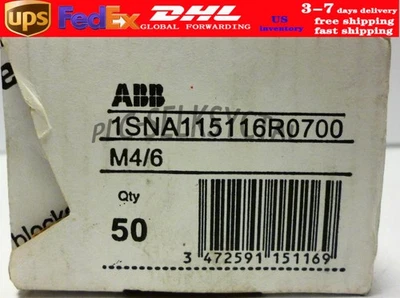 ups FedEx DHL GLOBAL FORWARDING US inventory 3-7 days delivery
free shipping
fast shipping
ABB
1SNA115116R0700
M4/6
Qty
50
3 472591 151169
block